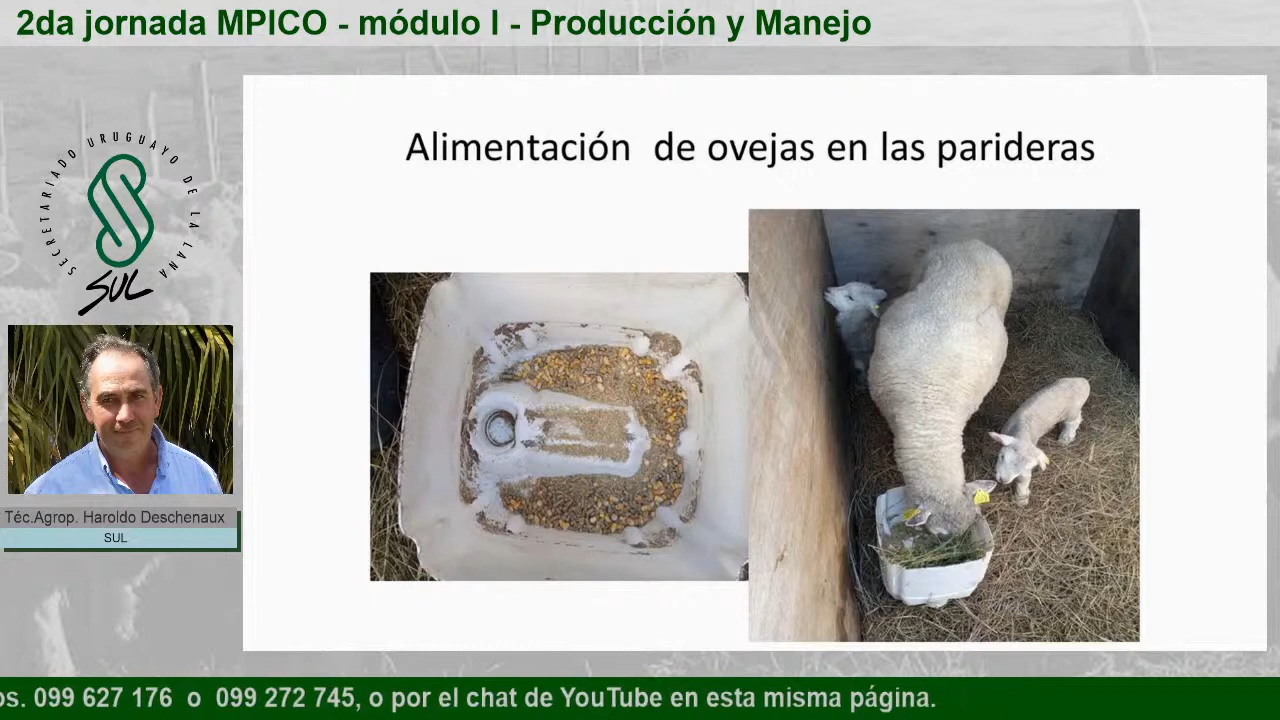 2da jornada MPICO - módulo I - Producción y Manejo
SECRETARIADO URUGUAYO DE LA LANA
SUL
Alimentación de ovejas en las parideras
Téc.Agrop. Haroldo Deschenaux
SUL
os. 099 627 176 o 099 272 745, o por el chat de YouTube en esta misma página.